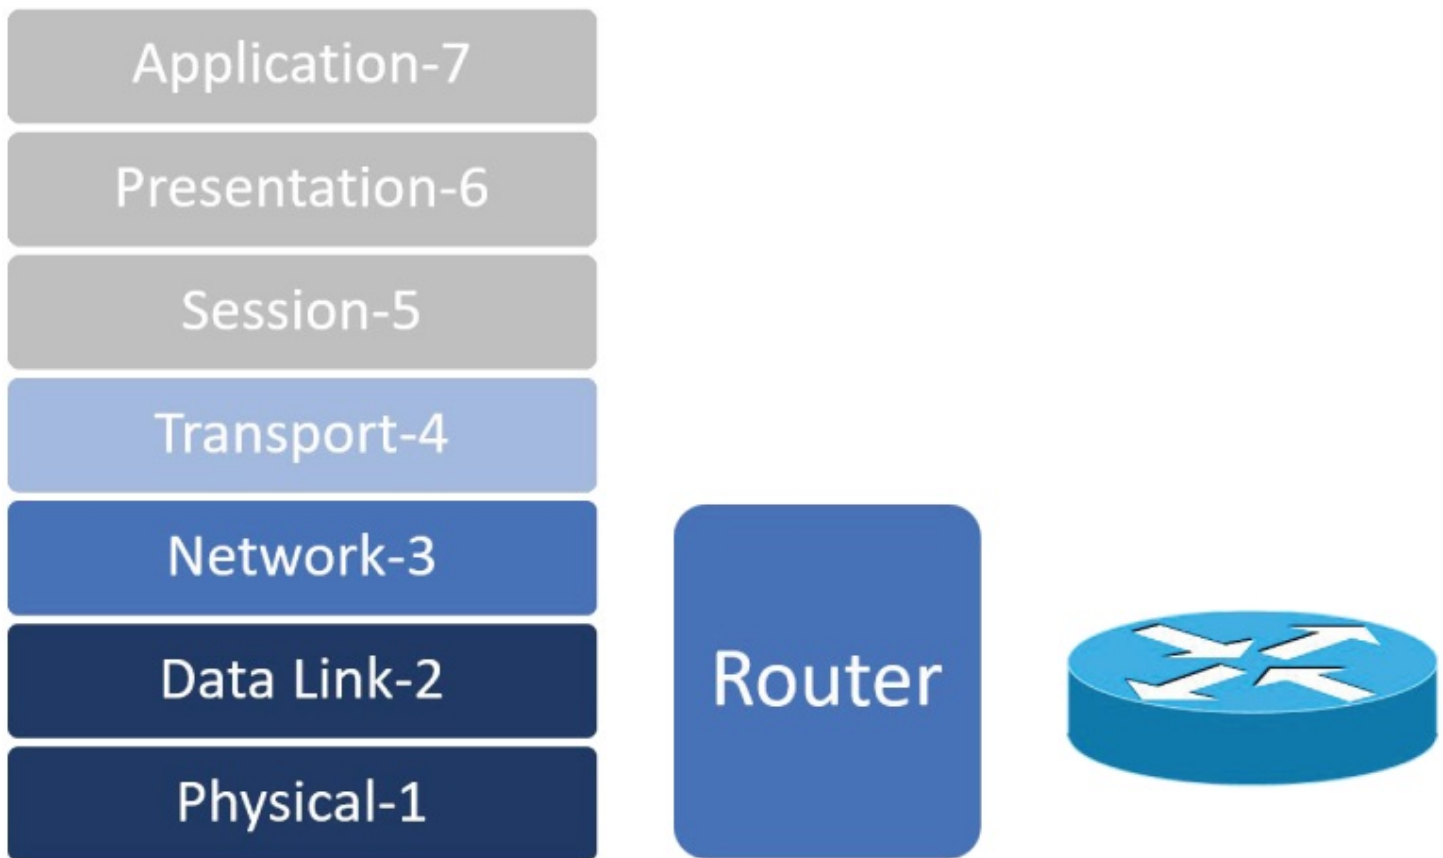 Application-7
Presentation-6
Session-5
Transport-4
Network-3
Data Link-2
Physical-1
Router